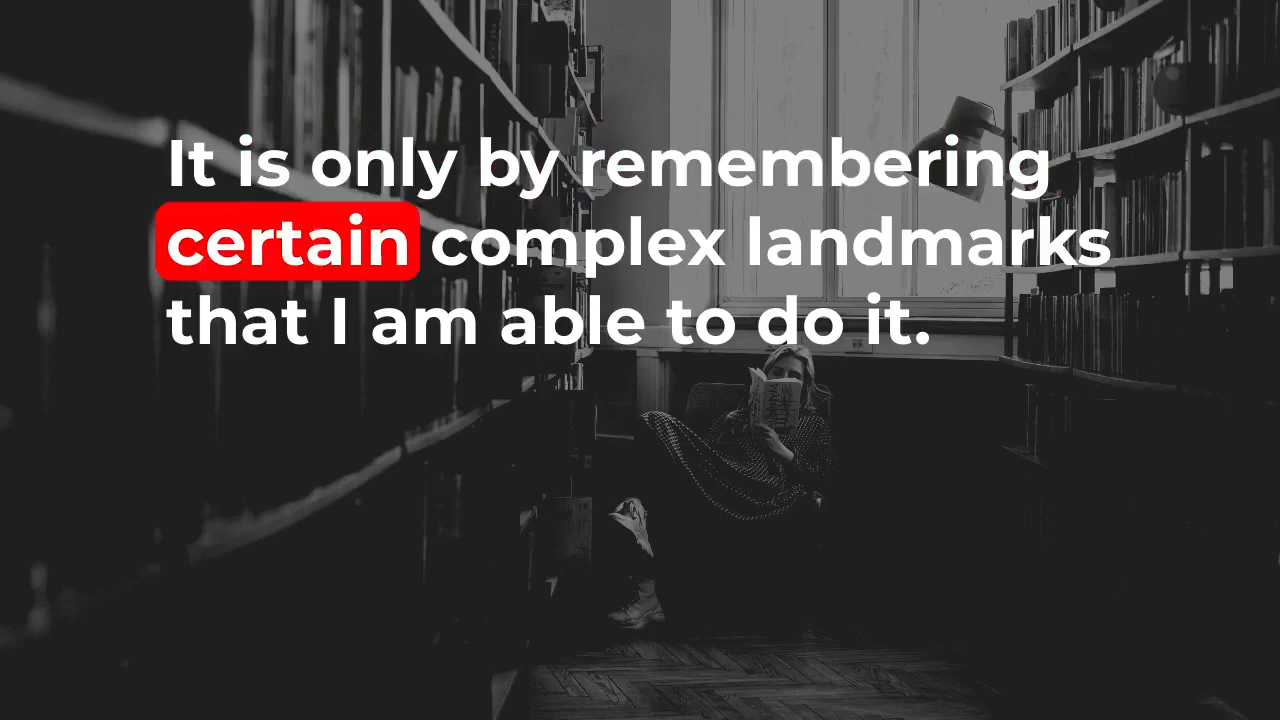 It is only by remembering
certain complex landmarks
that I am able to do it.